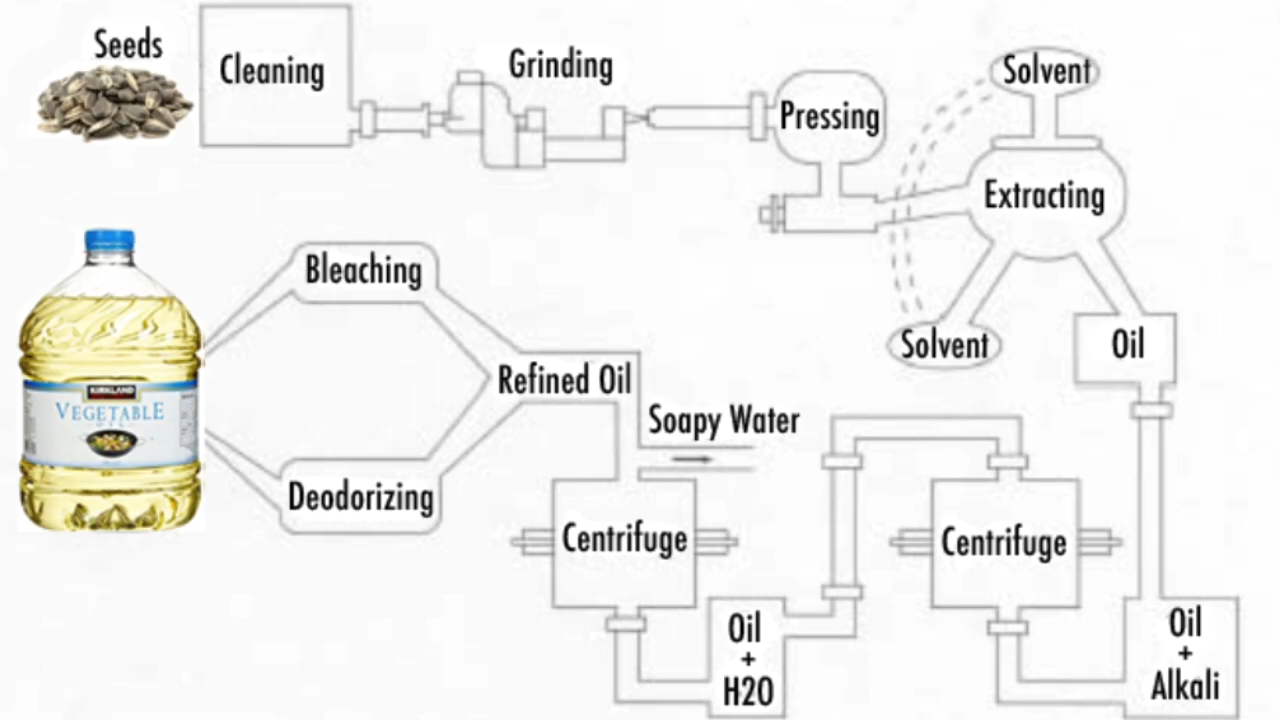 Seeds
Cleaning
Grinding
Pressing
Solvent
Extracting
Solvent
Oil
Bleaching
Refined Oil
Deodorizing
Soapy Water
Centrifuge
Centrifuge
Oil
+
H2O
Oil
+
Alkali
KIRKLAND
VEGETABLE
OIL